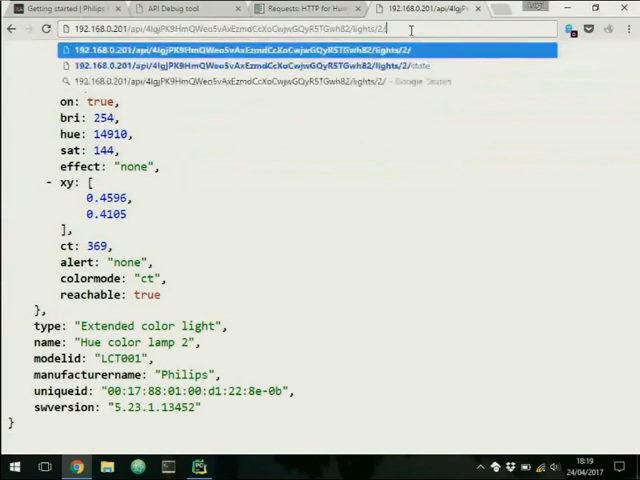 Getting started | Philips
API Debug tool
Requests: HTTP for Hum
192.168.0.201/api/4Igj
192.168.0.201/api/4IgjPK9HmQWeo5vAxEzmdCcXoCwjwGQyRSTGwh82/lights/2/
192.168.0.201/api/4IgjPK9HmQWeo5vAxEzmdCcXoCwjwGQyRSTGwh82/lights/2/
192.168.0.201/api/4IgjPK9HmQWeo5vAxEzmdCcXoCwjwGQyRSTGwh82/lights/2/state
192.168.0.201/api/4IgjPK9HmQWeo5vAxEzmdCcXoCwjwGQyRSTGwh82/lights/2/ - Google Search
on: true,
bri: 254,
hue: 14910,
sat: 144,
effect: "none",
- xy: [
0.4596,
0.4105
],
ct: 369,
alert: "none",
colormode: "ct",
reachable: true
},
type: "Extended color light",
name: "Hue color lamp 2",
modelid: "LCT001",
manufacturername: "Philips",
uniqueid: "00:17:88:01:00:d1:22:8e-0b",
swversion: "5.23.1.13452"
}
18:19
24/04/2017